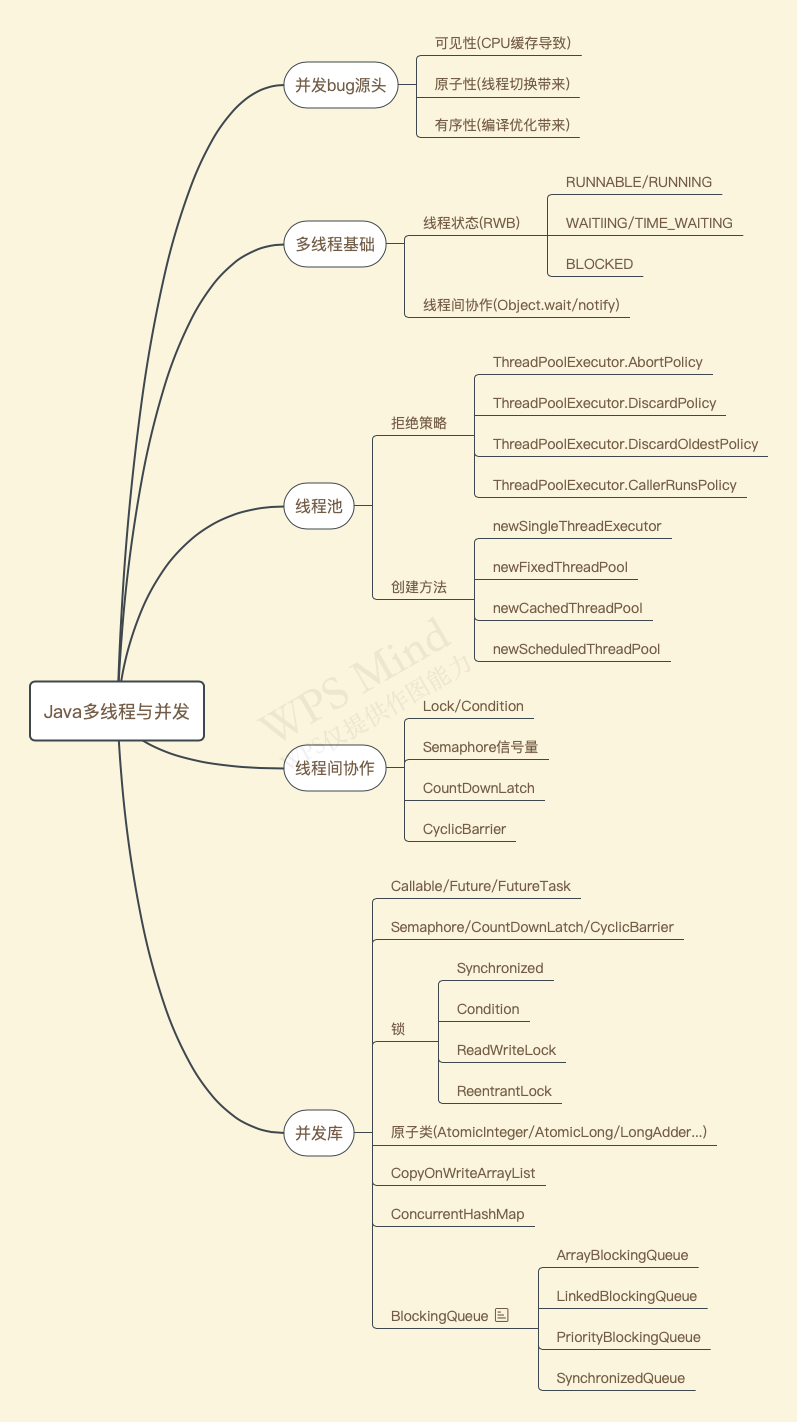 可见性(CPU缓存导致)
并发bug源头
原子性(线程切换带来)
有序性(编译优化带来)
RUNNABLE/RUNNING
线程状态(RWB)
WAITIING/TIME_WAITING
多线程基础
BLOCKED
线程间协作(Object.wait/notify)
ThreadPoolExecutor.AbortPolicy
ThreadPoolExecutor.DiscardPolicy
拒绝策略
ThreadPoolExecutor.DiscardOldestPolicy
ThreadPoolExecutor.CallerRunsPolicy
线程池
newSingleThreadExecutor
newFixedThreadPool
创建方法
newCachedThreadPool
newScheduledThreadPool
WPS Mind
WPS仅提供作图能力
Java多线程与并发
Lock/Condition
Semaphore信号量
线程间协作
CountDownLatch
CyclicBarrier
Callable/Future/FutureTask
Semaphore/CountDownLatch/CyclicBarrier
Synchronized
Condition
锁
ReadWriteLock
ReentrantLock
并发库
原子类(AtomicInteger/AtomicLong/LongAdder...)
CopyOnWriteArrayList
ConcurrentHashMap
ArrayBlockingQueue
LinkedBlockingQueue
BlockingQueue
PriorityBlockingQueue
SynchronizedQueue